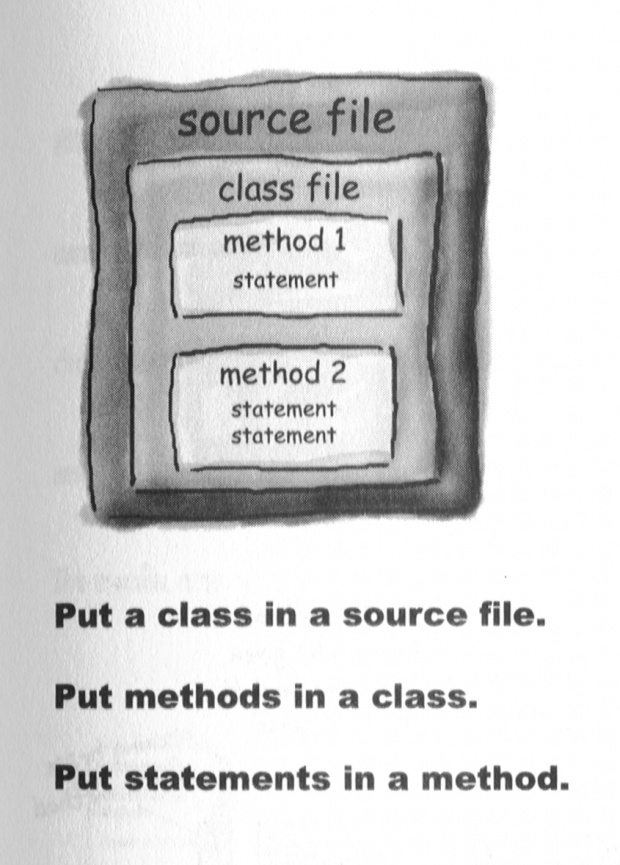 source file
class file
method 1
statement
method 2
statement
statement
Put a class in a source file.
Put methods in a class.
Put statements in a method.